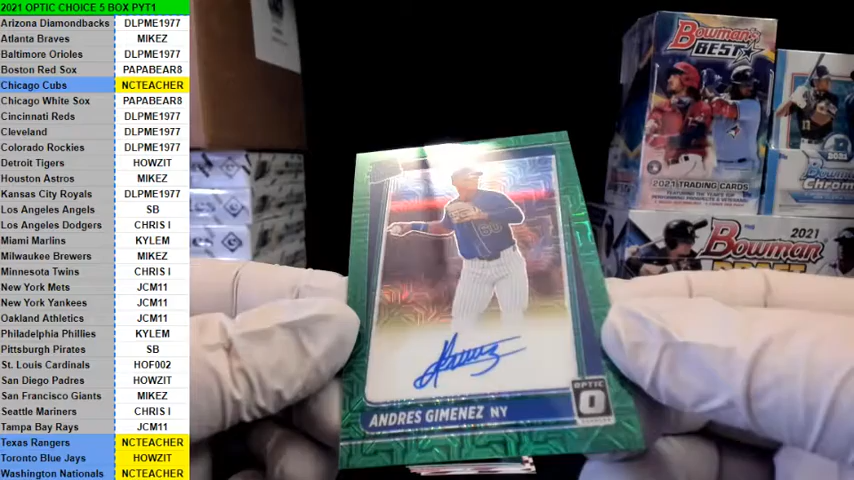 2021 OPTIC CHOICE 5 BOX PYT1
Arizona Diamondbacks DLPME1977
Atlanta Braves MIKEZ
Baltimore Orioles DLPME1977
Boston Red Sox PAPABEAR8
Chicago Cubs NCTEACHER
Chicago White Sox PAPABEAR8
Cincinnati Reds DLPME1977
Cleveland DLPME1977
Colorado Rockies DLPME1977
Detroit Tigers HOWZIT
Houston Astros MIKEZ
Kansas City Royals DLPME1977
Los Angeles Angels SB
Los Angeles Dodgers CHRIS I
Miami Marlins KYLEM
Milwaukee Brewers MIKEZ
Minnesota Twins CHRIS I
New York Mets JCM11
New York Yankees JCM11
Oakland Athletics JCM11
Philadelphia Phillies KYLEM
Pittsburgh Pirates SB
St. Louis Cardinals HOF002
San Diego Padres HOWZIT
San Francisco Giants MIKEZ
Seattle Mariners CHRIS I
Tampa Bay Rays JCM11
Texas Rangers NCTEACHER
Toronto Blue Jays HOWZIT
Washington Nationals NCTEACHER
60
OPTIC
ANDRES GIMENEZ NY
Bowman's
BEST
2021 TRADING CARDS
2021
Chrome
2021
Bowman
DRAFT